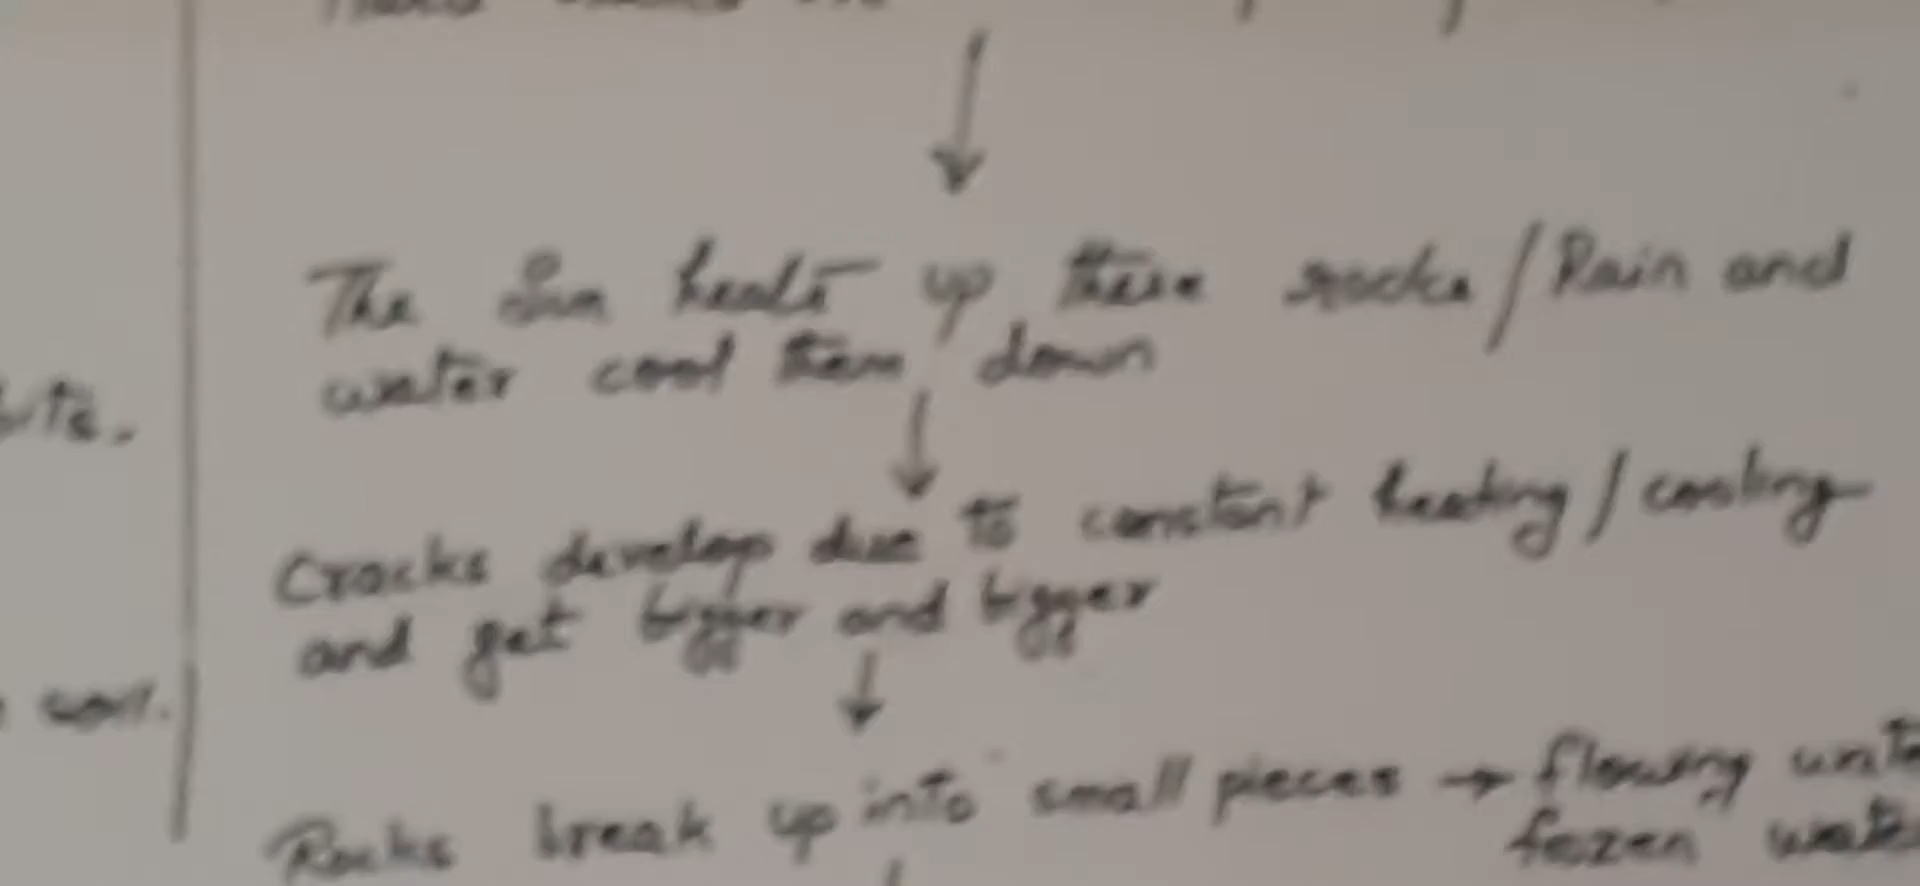 The Sun heats up these rocks / Rain and
water cool them down
Cracks develop due to constant heating / cooling
and get bigger and bigger
Rocks break up into small pieces → flowing
fozen